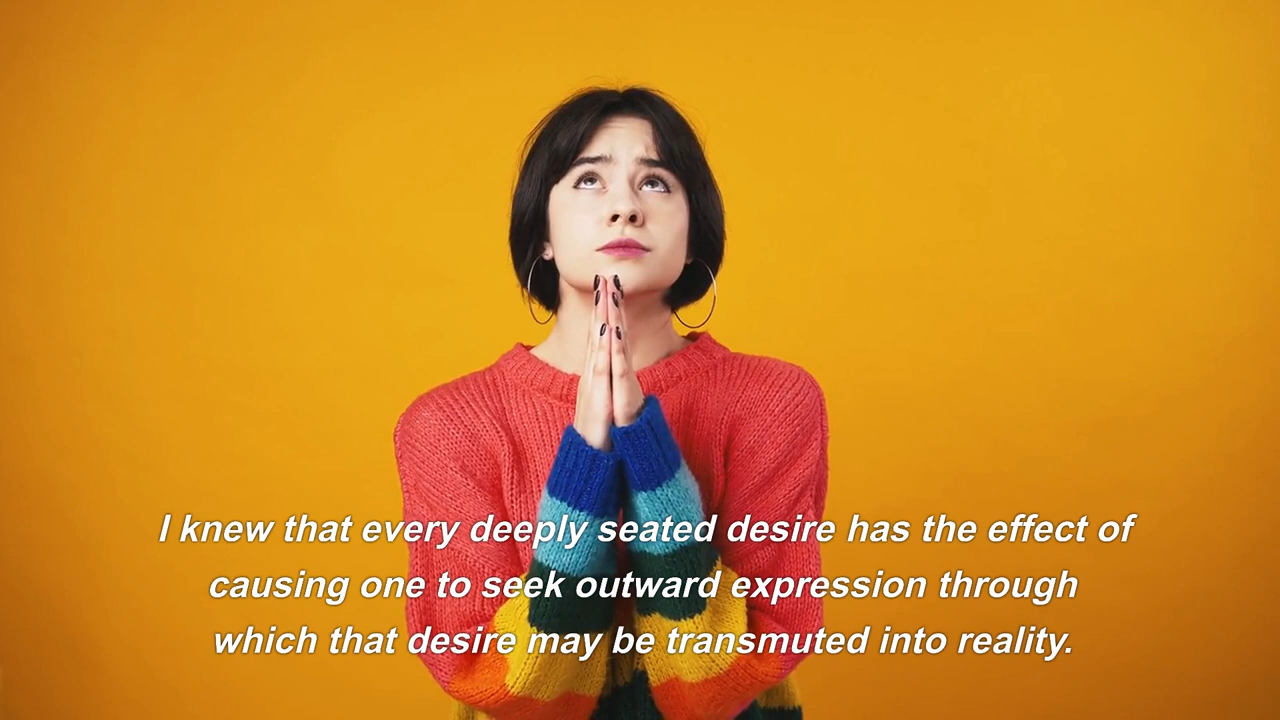 I knew that every deeply seated desire has the effect of
causing one to seek outward expression through
which that desire may be transmuted into reality.